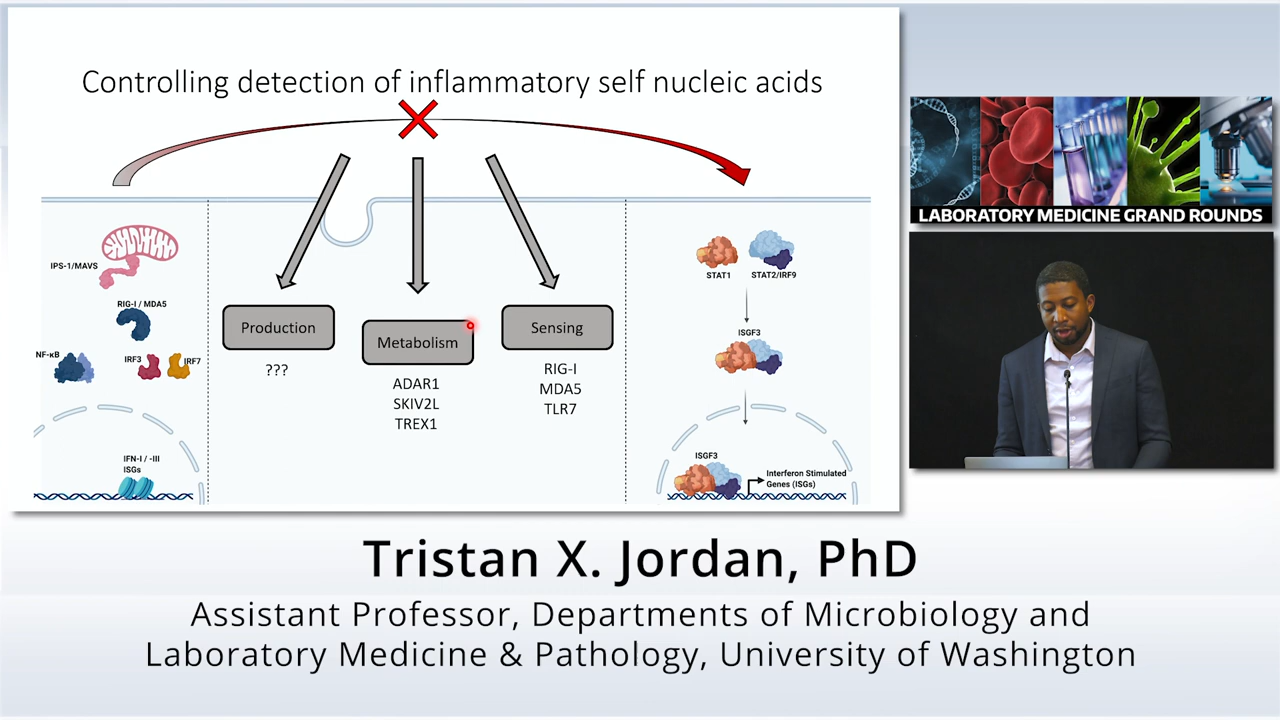 Controlling detection of inflammatory self nucleic acids
IPS-1/MAVS
RIG-I / MDA5
NF-κB
IRF3
IRF7
IFN-I / -III
ISGs
Production
???
Metabolism
ADAR1
SKIV2L
TREX1
Sensing
RIG-I
MDA5
TLR7
STAT1
STAT2/IRF9
ISGF3
ISGF3
Interferon Stimulated
Genes (ISGs)
LABORATORY MEDICINE GRAND ROUNDS
Tristan X. Jordan, PhD
Assistant Professor, Departments of Microbiology and
Laboratory Medicine & Pathology, University of Washington